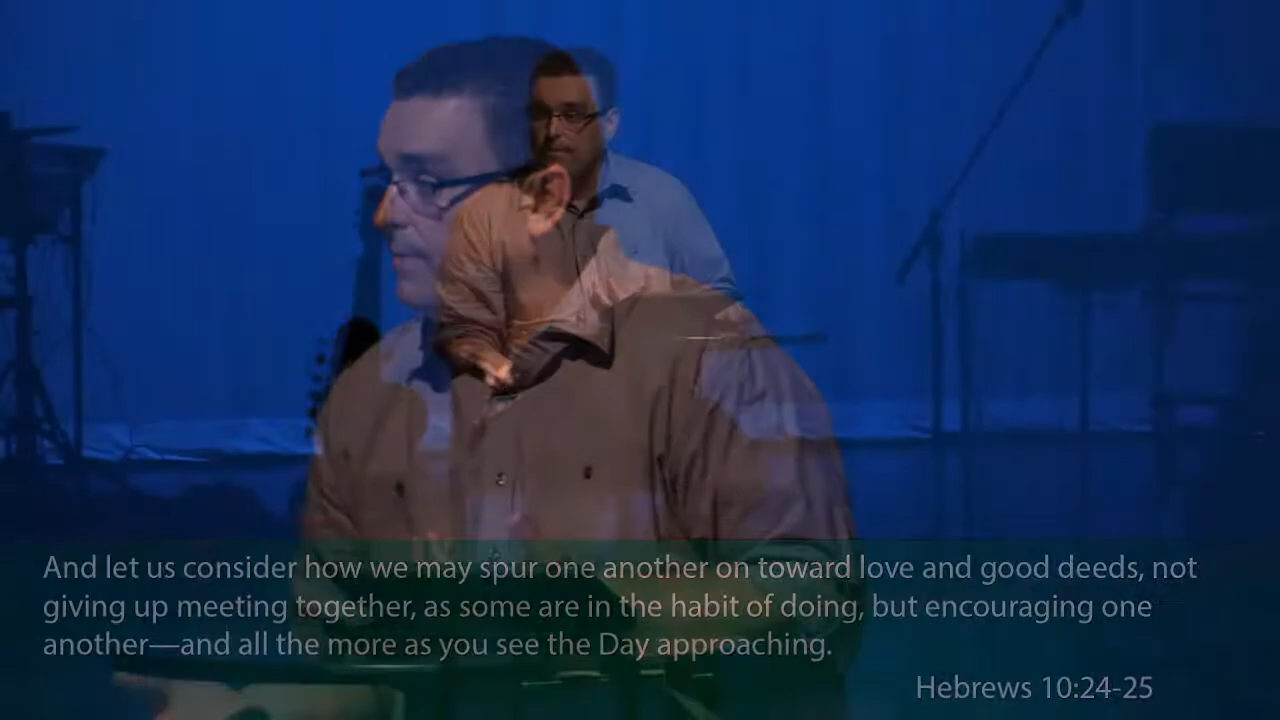 And let us consider how we may spur one another on toward love and good deeds, not
giving up meeting together, as some are in the habit of doing, but encouraging one
another—and all the more as you see the Day approaching.
Hebrews 10:24-25